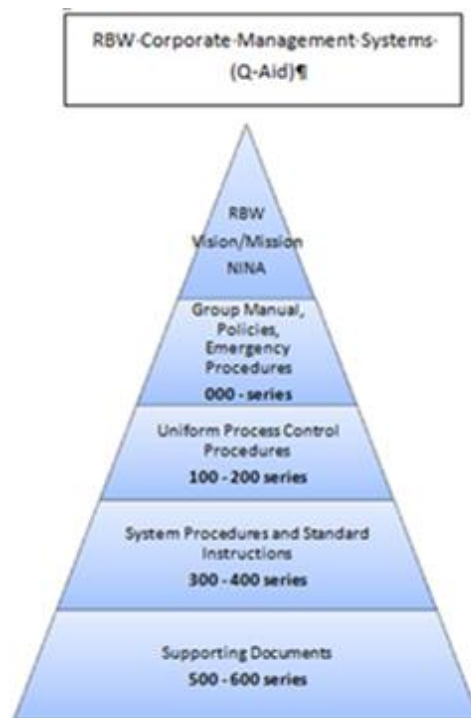 RBW·Corporate·Management·Systems·
(Q-Aid)¶
RBW
Vision/Mission
NINA
Group Manual,
Policies,
Emergency
Procedures
000 - series
Uniform Process Control
Procedures
100 - 200 series
System Procedures and Standard
Instructions
300 - 400 series
Supporting Documents
500 - 600 series